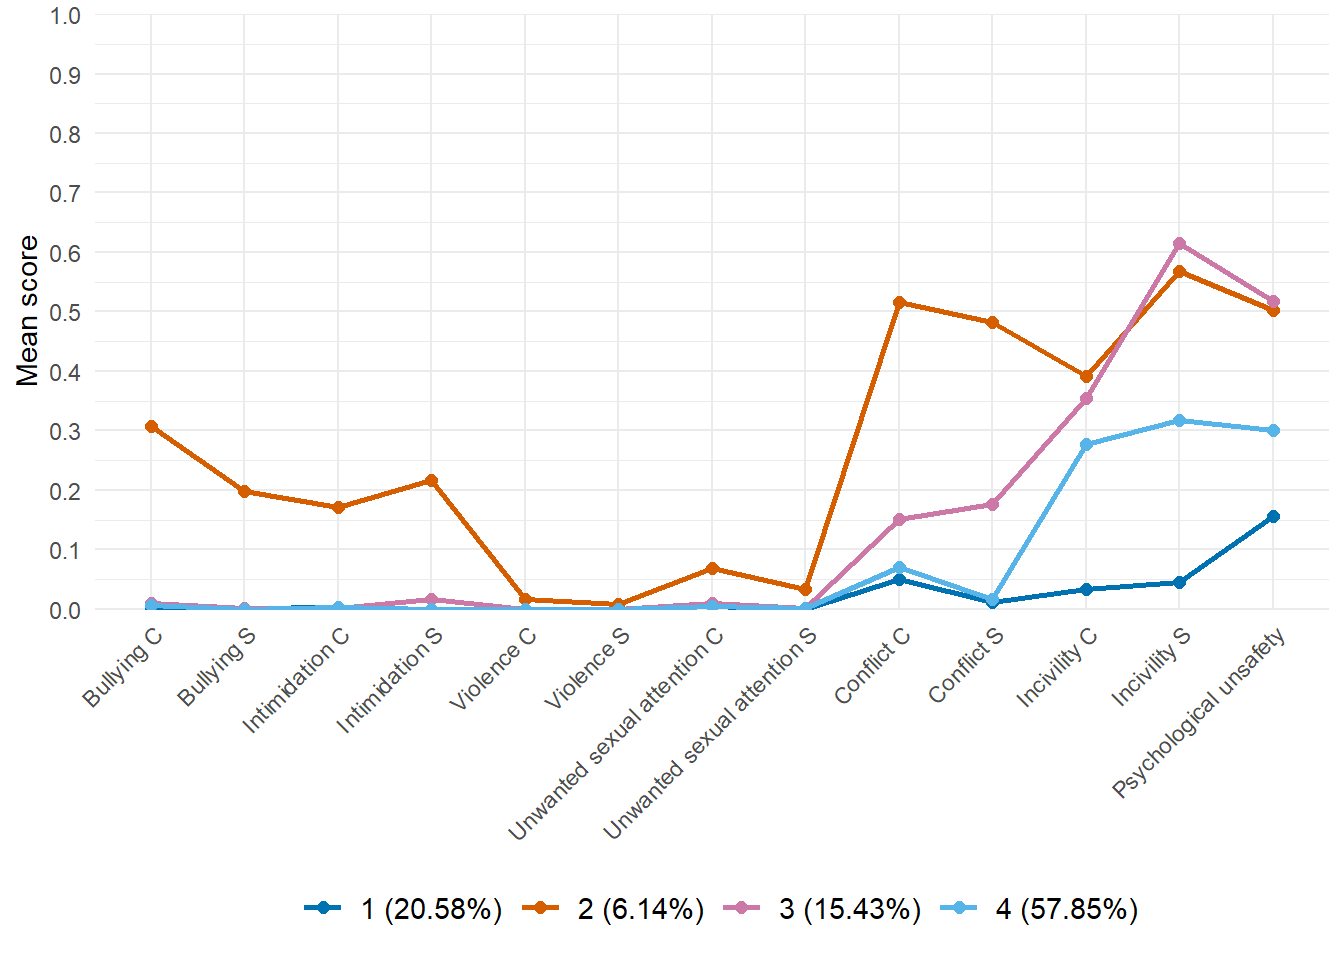 1.0
0.9
0.8
0.7
0.6
0.5
0.4
0.3
0.2
0.1
0.0
Mean score
Bullying C
Bullying S
Intimidation C
Intimidation S
Violence C
Violence S
Unwanted sexual attention C
Unwanted sexual attention S
Conflict C
Conflict S
Incivility C
Incivility S
Psychological unsafety
1 (20.58%) 2 (6.14%) 3 (15.43%) 4 (57.85%)